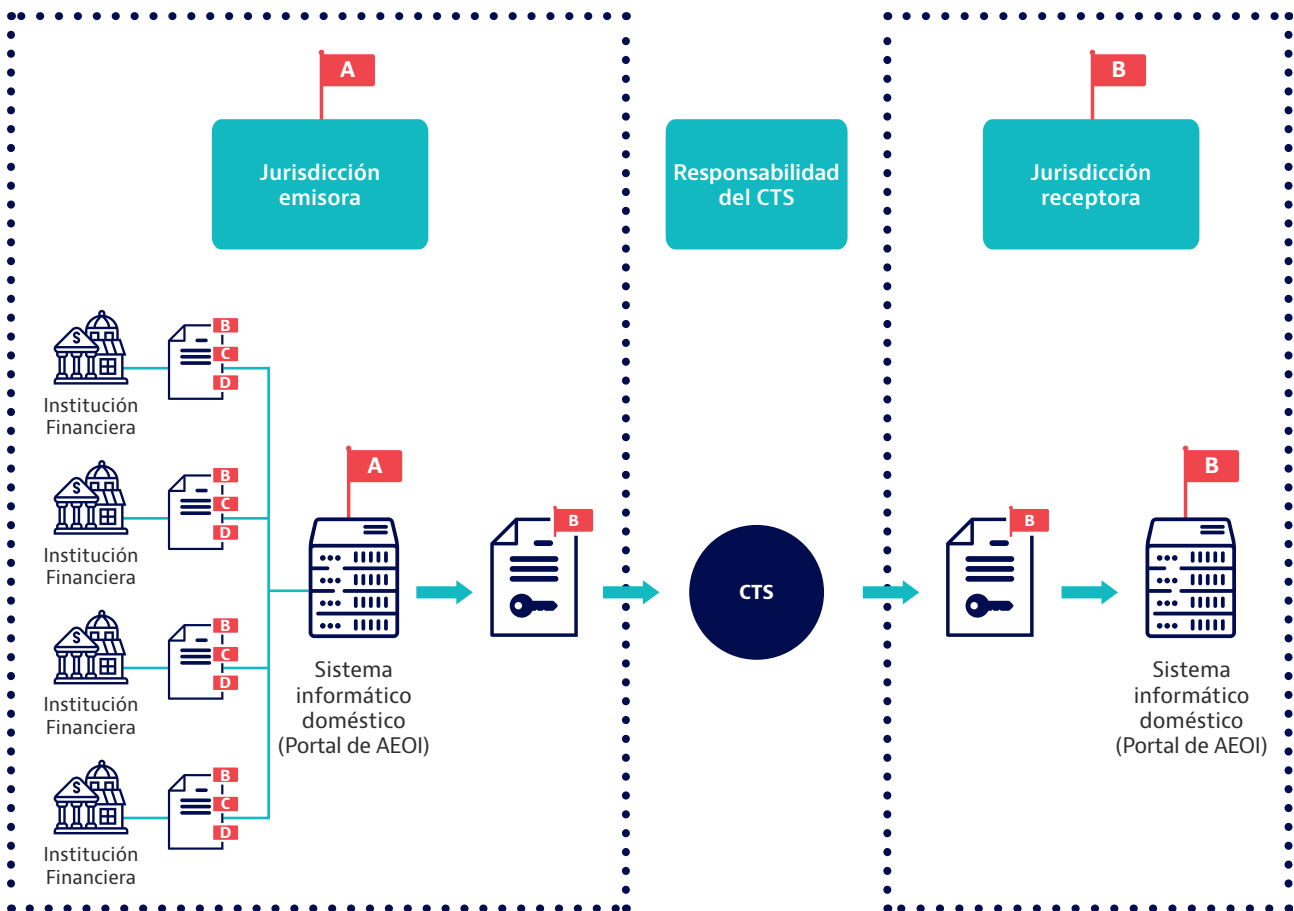 A
B
Jurisdicción
emisora
Responsabilidad
del CTS
Jurisdicción
receptora
B
C
D
Institución
Financiera
B
C
D
Institución
Financiera
B
C
D
Institución
Financiera
B
C
D
Institución
Financiera
A
Sistema
informático
doméstico
(Portal de AEOI)
B
CTS
B
B
Sistema
informático
doméstico
(Portal de AEOI)